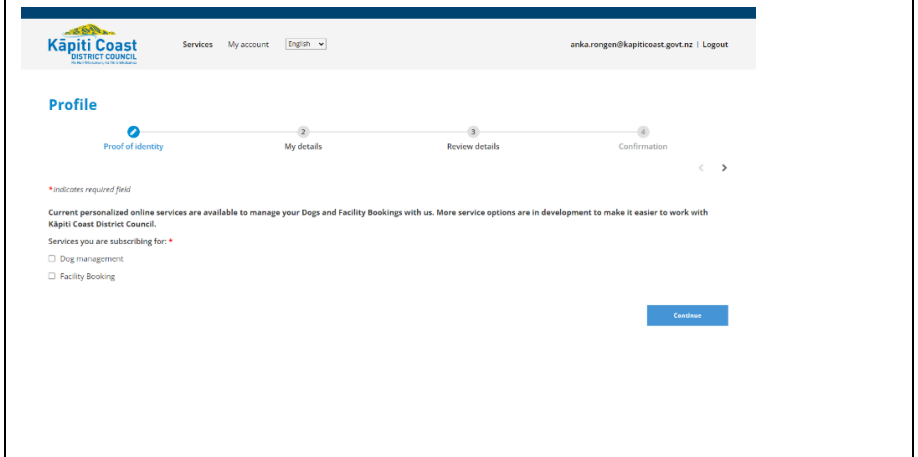 Kāpiti Coast
DISTRICT COUNCIL
Services My account English anka.rongen@kapiticoast.govt.nz | Logout
Profile
2 3 4
Proof of identity My details Review details Confirmation
*indicates required field
Current personalized online services are available to manage your Dogs and Facility Bookings with us. More service options are in development to make it easier to work with
Kāpiti Coast District Council.
Services you are subscribing for: *
Dog management
Facility Booking
Continue